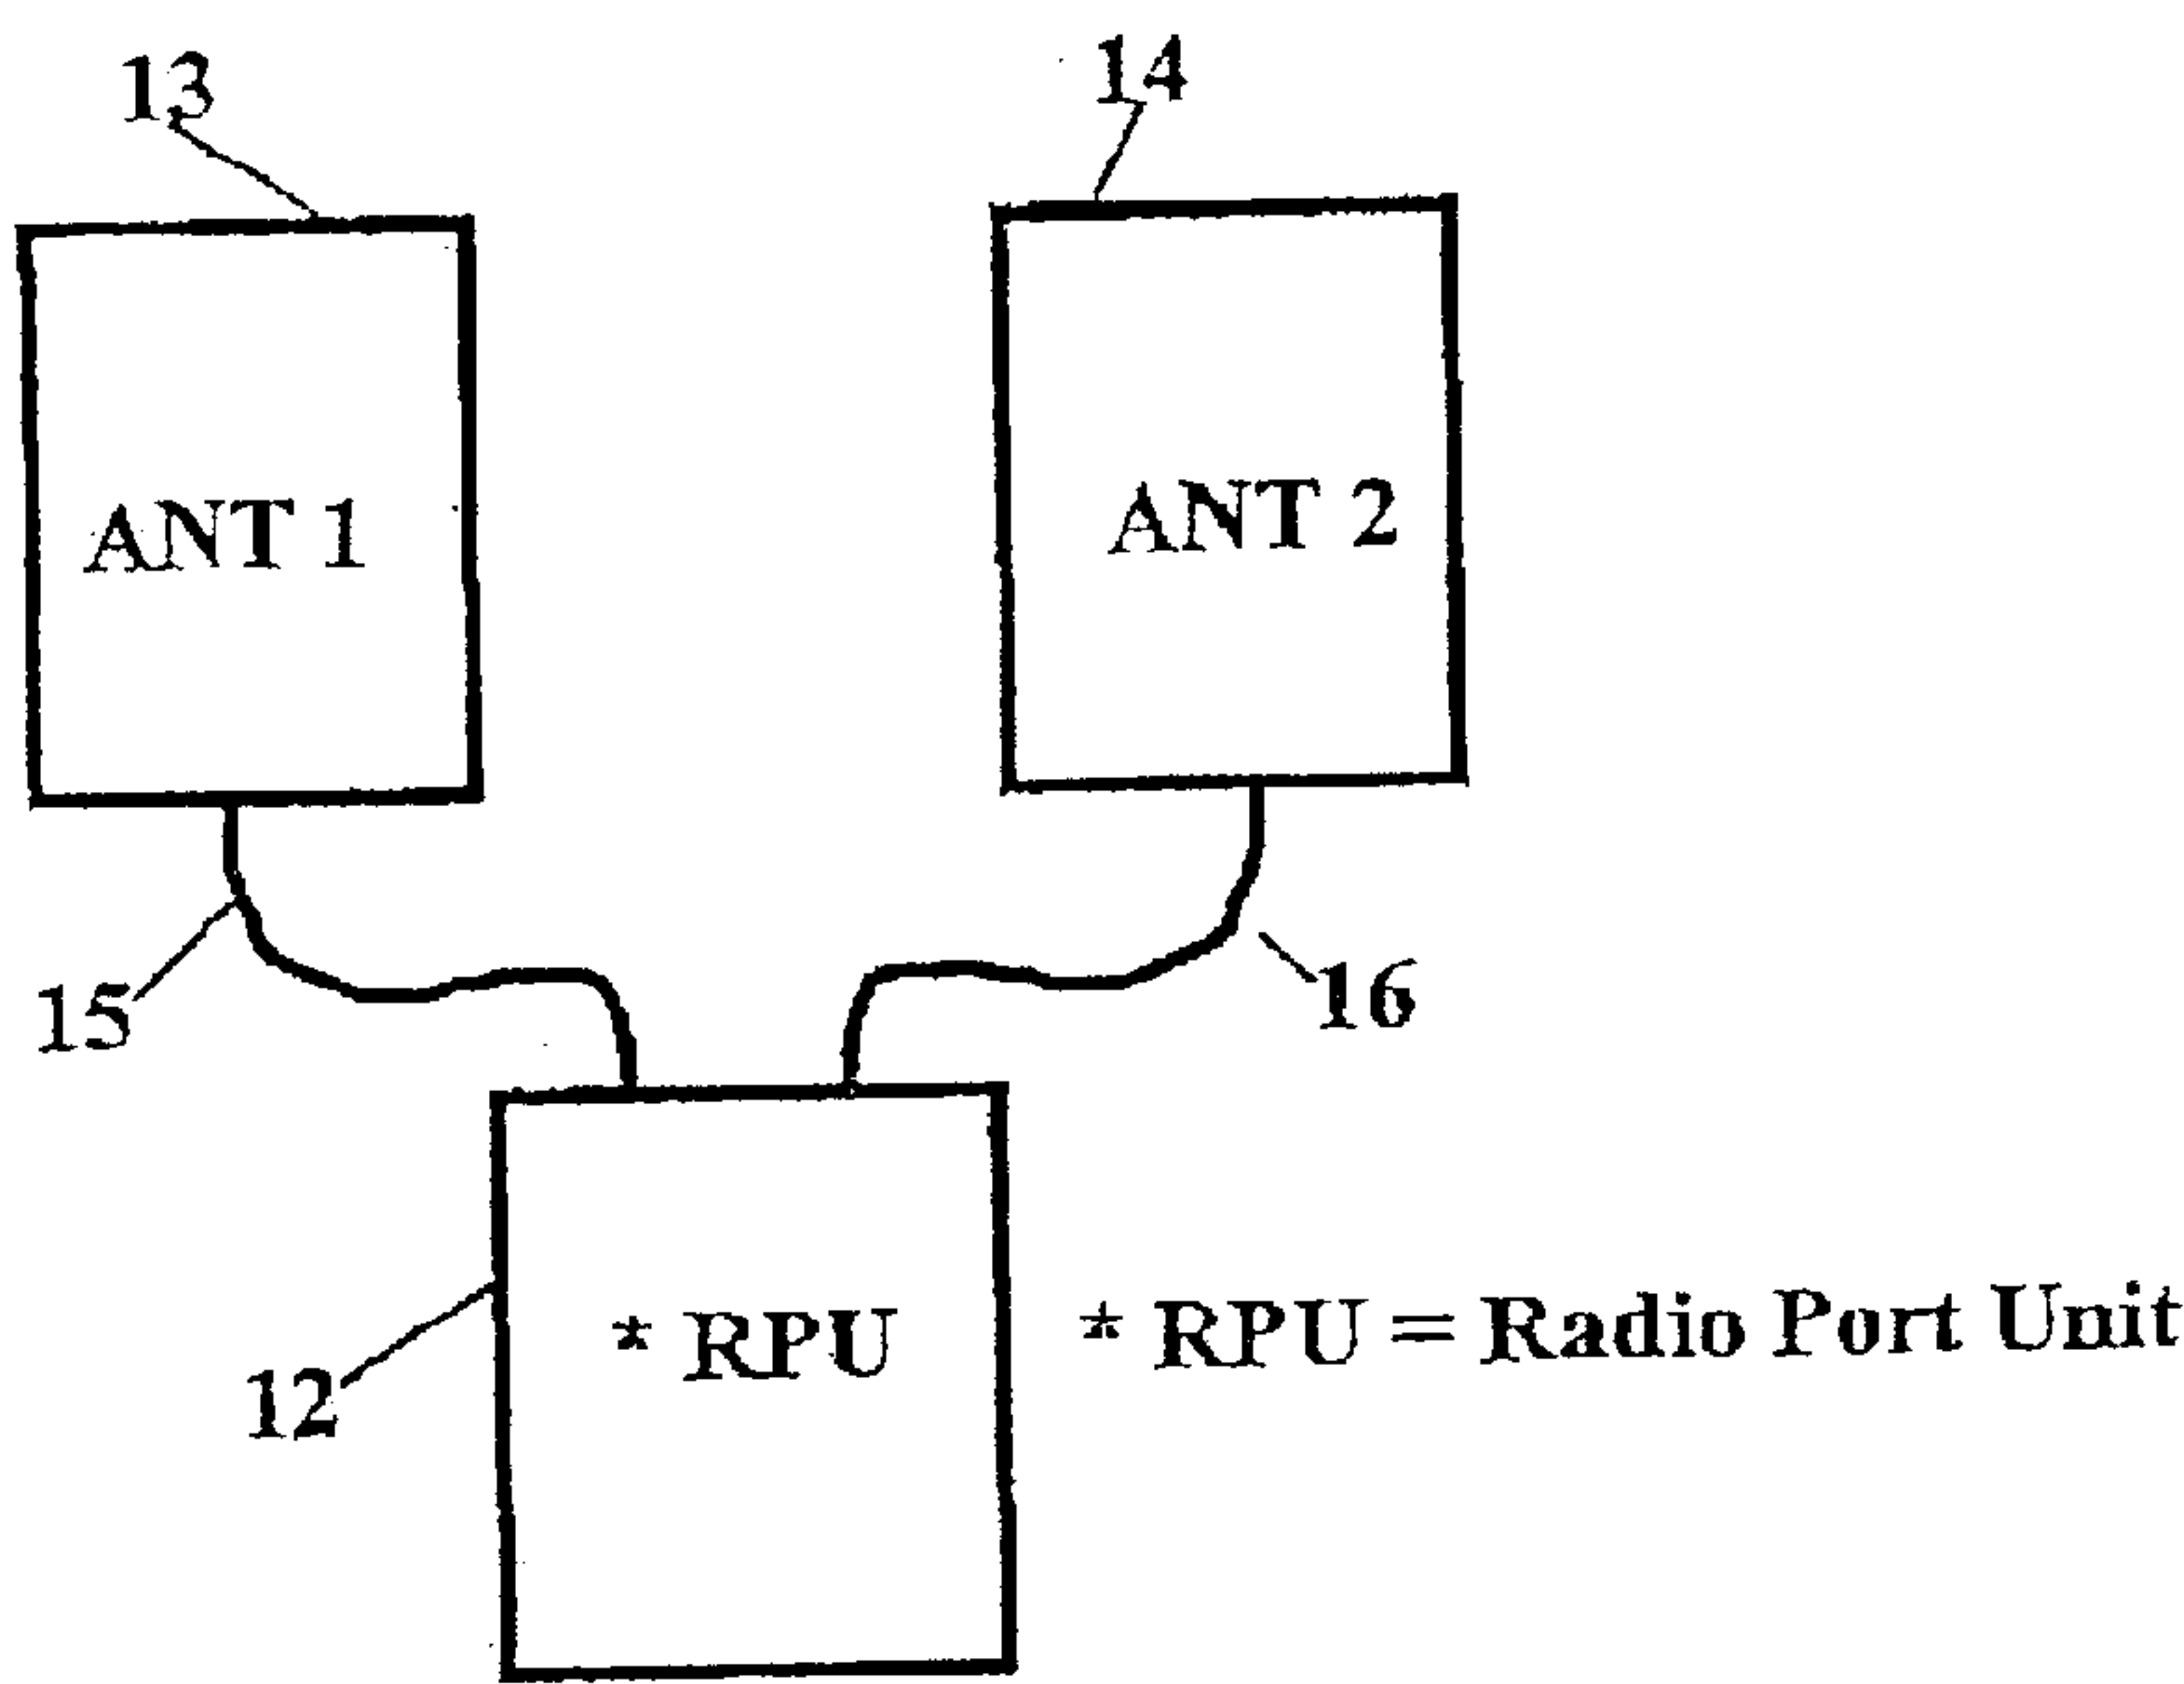 13
14
ANT 1
ANT 2
15
16
12
* RPU
* RPU = Radio Port Unit